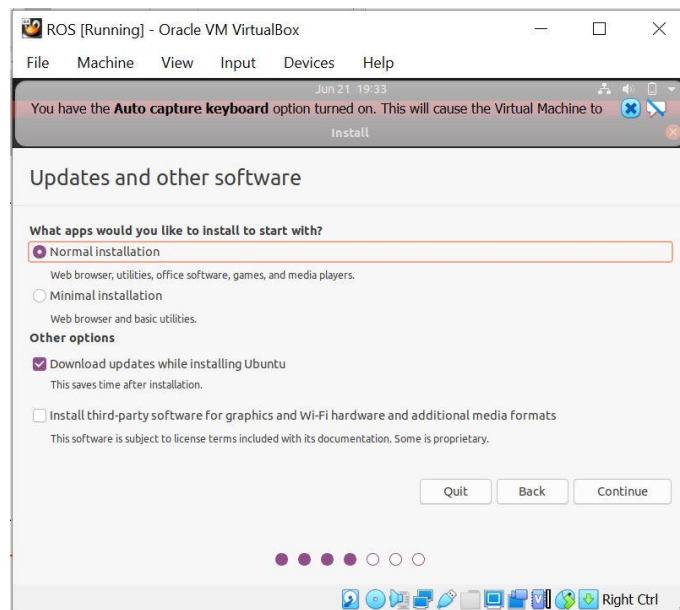 ROS [Running] - Oracle VM VirtualBox
File Machine View Input Devices Help
Jun 21 19:33
You have the Auto capture keyboard option turned on. This will cause the Virtual Machine to
Install
Updates and other software
What apps would you like to install to start with?
Normal installation
Web browser, utilities, office software, games, and media players.
Minimal installation
Web browser and basic utilities.
Other options
Download updates while installing Ubuntu
This saves time after installation.
Install third-party software for graphics and Wi-Fi hardware and additional media formats
This software is subject to license terms included with its documentation. Some is proprietary.
Quit Back Continue
Right Ctrl